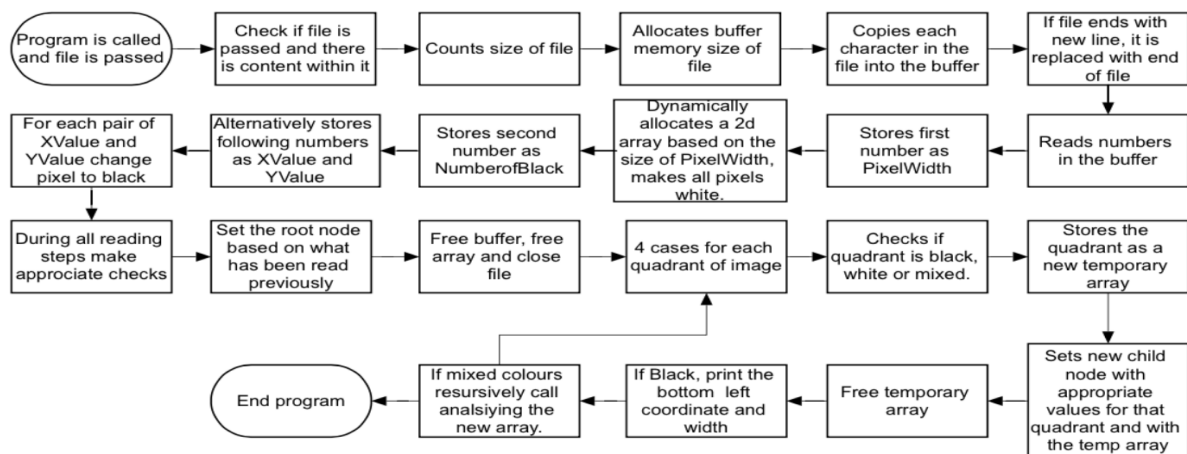 Program is called
and file is passed
Check if file is
passed and there
is content within it
Counts size of file
Allocates buffer
memory size of
file
Copies each
character in the
file into the buffer
If file ends with
new line, it is
replaced with end
of file
Reads numbers
in the buffer
Stores first
number as
PixelWidth
Dynamically
allocates a 2d
array based on the
size of PixelWidth,
makes all pixels
white.
Stores second
number as
NumberofBlack
Alternatively stores
following numbers
as XValue and
YValue
For each pair of
XValue and
YValue change
pixel to black
During all reading
steps make
approciate checks
Set the root node
based on what
has been read
previously
Free buffer, free
array and close
file
4 cases for each
quadrant of image
Checks if
quadrant is black,
white or mixed.
Stores the
quadrant as a
new temporary
array
Sets new child
node with
appropriate
values for that
quadrant and with
the temp array
Free temporary
array
If Black, print the
bottom left
coordinate and
width
If mixed colours
resursively call
analsiying the
new array.
End program